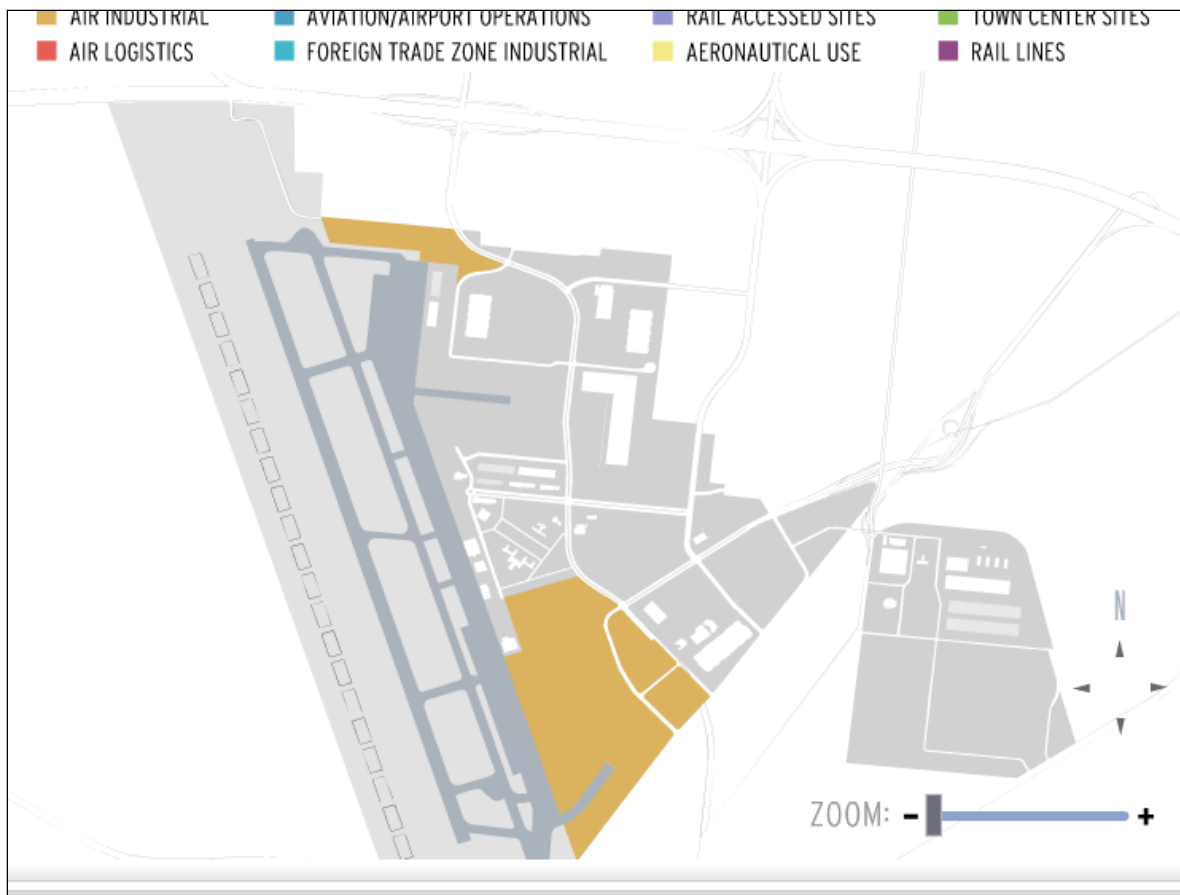 AIR INDUSTRIAL AVIATION/AIRPORT OPERATIONS RAIL ACCESSED SITES TOWN CENTER SITES
AIR LOGISTICS FOREIGN TRADE ZONE INDUSTRIAL AERONAUTICAL USE RAIL LINES
N
ZOOM: - +